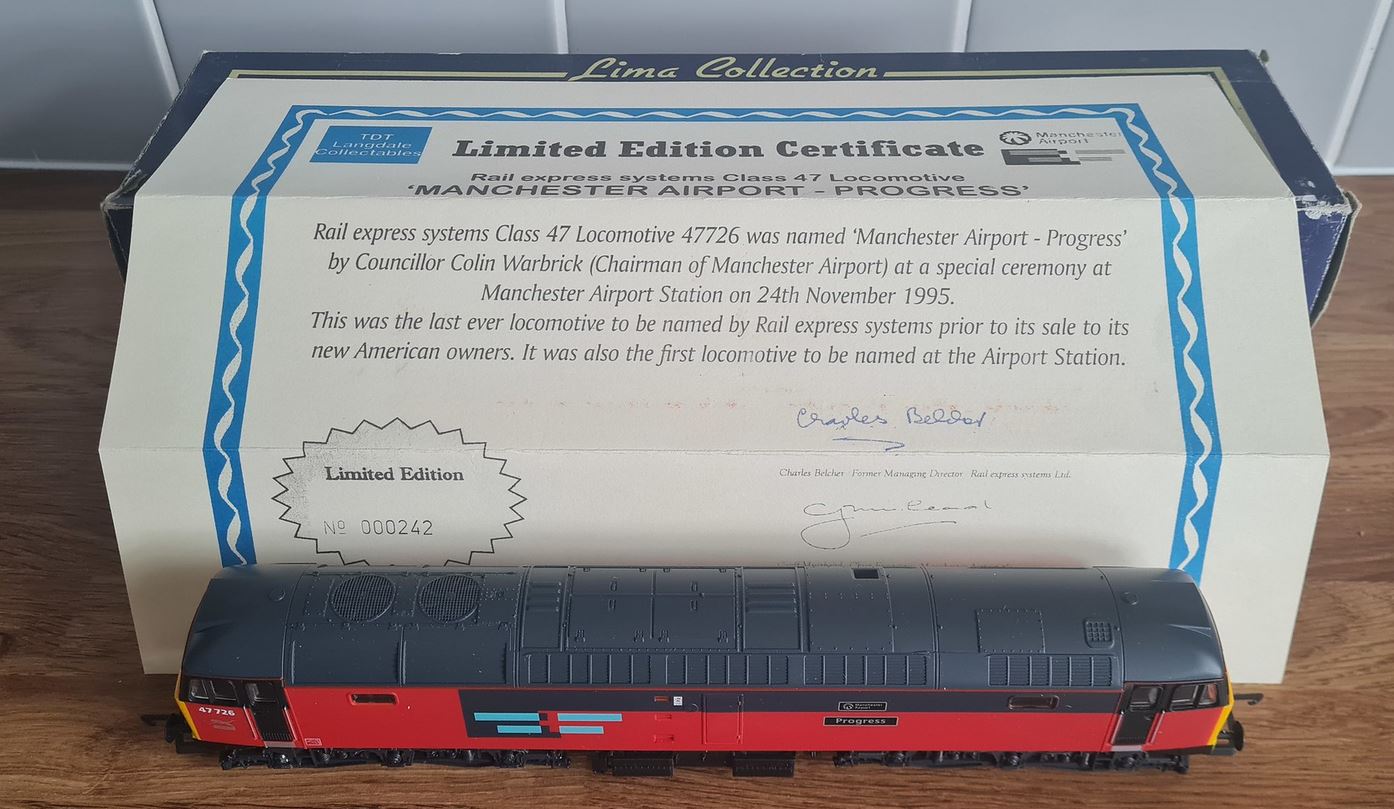 Lima Collection
TDT
Langdale
Collectables
Limited Edition Certificate
Manchester
Airport
Rail express systems Class 47 Locomotive
'MANCHESTER AIRPORT - PROGRESS'
Rail express systems Class 47 Locomotive 47726 was named 'Manchester Airport - Progress'
by Councillor Colin Warbrick (Chairman of Manchester Airport) at a special ceremony at
Manchester Airport Station on 24th November 1995.
This was the last ever locomotive to be named by Rail express systems prior to its sale to its
new American owners. It was also the first locomotive to be named at the Airport Station.
Charles Belcher
Charles Belcher Former Managing Director Rail express systems Ltd.
Limited Edition
Nº 000242
47 726
Manchester
Airport
Progress